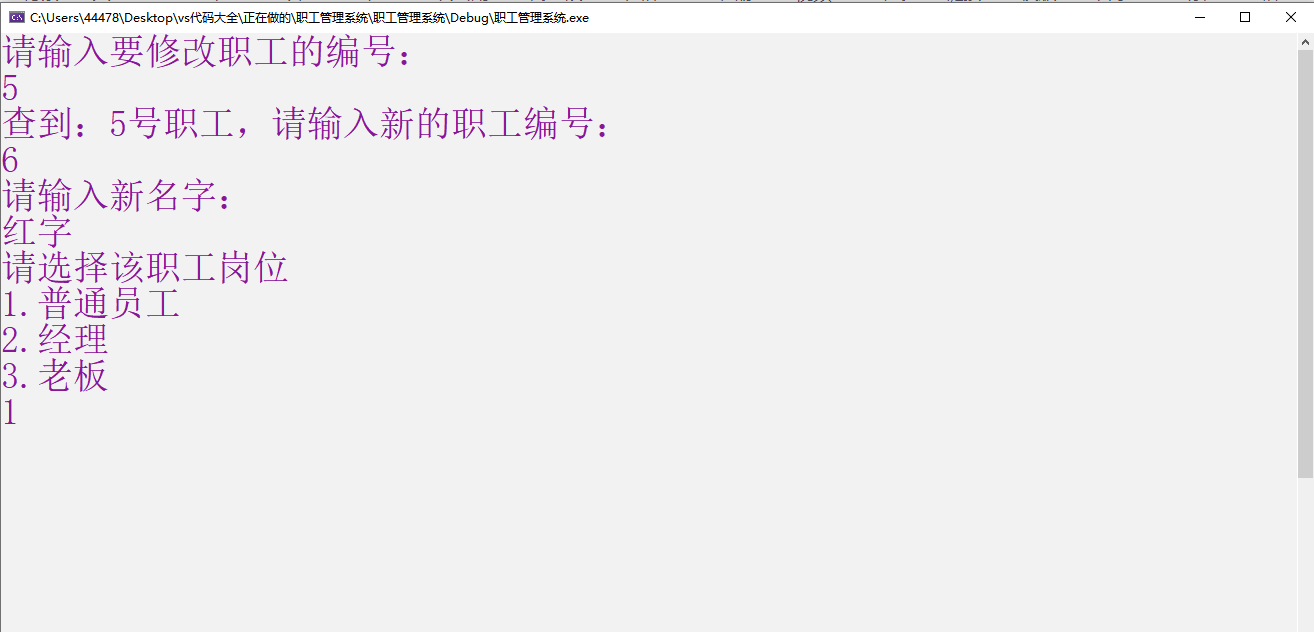 C:\Users\44478\Desktop\vs代码大全\正在做的\职工管理系统\职工管理系统\Debug\职工管理系统.exe
请输入要修改职工的编号：
5
查到：5号职工，请输入新的职工编号：
6
请输入新名字：
红字
请选择该职工岗位
1.普通员工
2.经理
3.老板
1